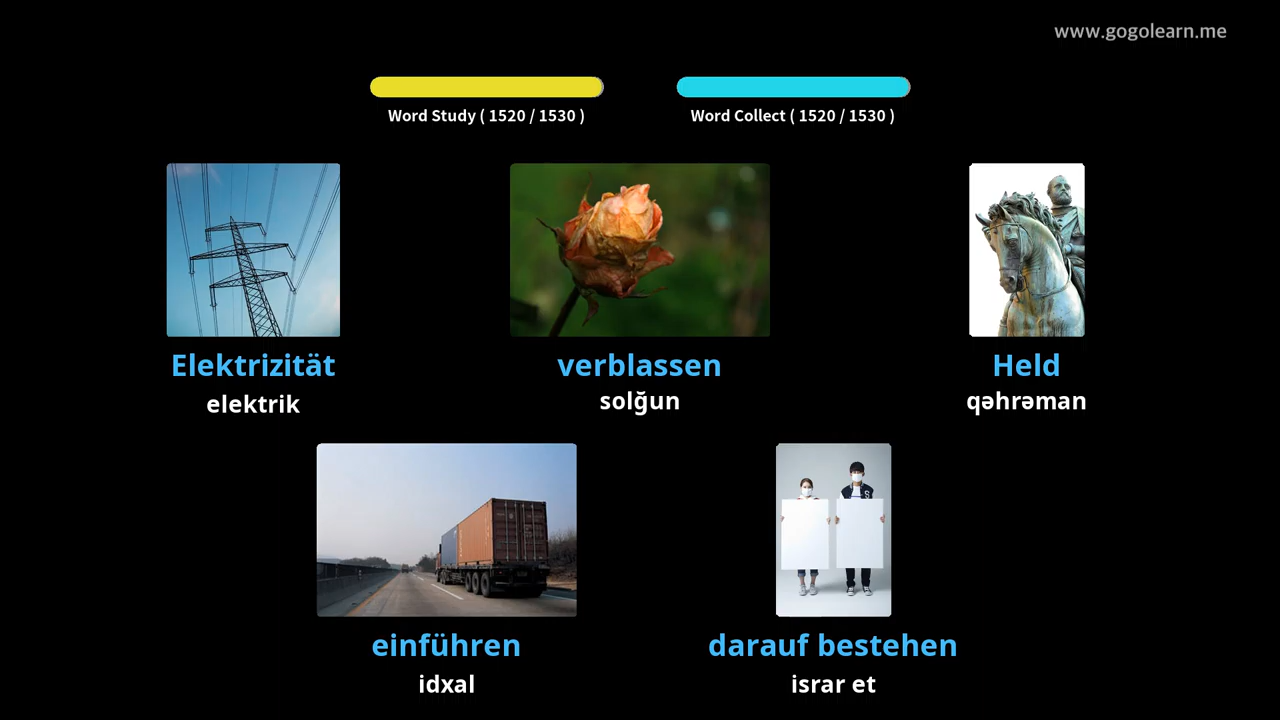 www.gogolearn.me
Word Study ( 1520 / 1530 )
Word Collect ( 1520 / 1530 )
Elektrizität
elektrik
verblassen
solğun
Held
qəhrəman
S
einführen
idxal
darauf bestehen
israr et